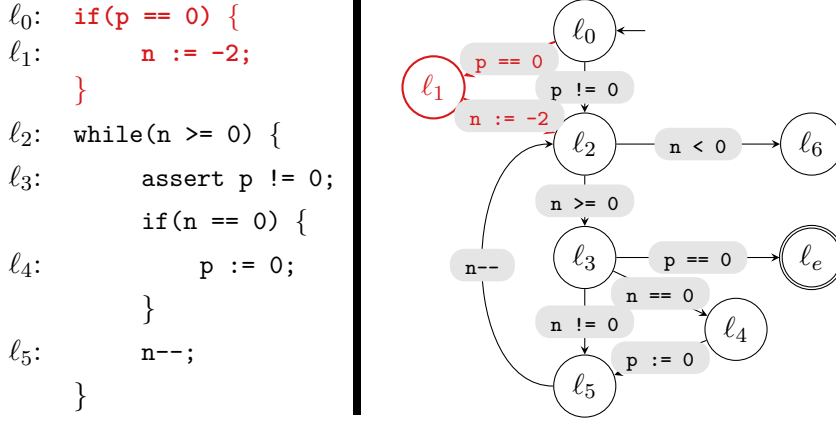 ℓ0: if(p == 0) {
ℓ1: n := -2;
}
ℓ2: while(n >= 0) {
ℓ3: assert p != 0;
if(n == 0) {
ℓ4: p := 0;
}
ℓ5: n--;
}
ℓ0
p == 0
ℓ1
p != 0
n := -2
ℓ2
n < 0
ℓ6
n >= 0
n--
ℓ3
p == 0
ℓe
n == 0
n != 0
ℓ4
p := 0
ℓ5